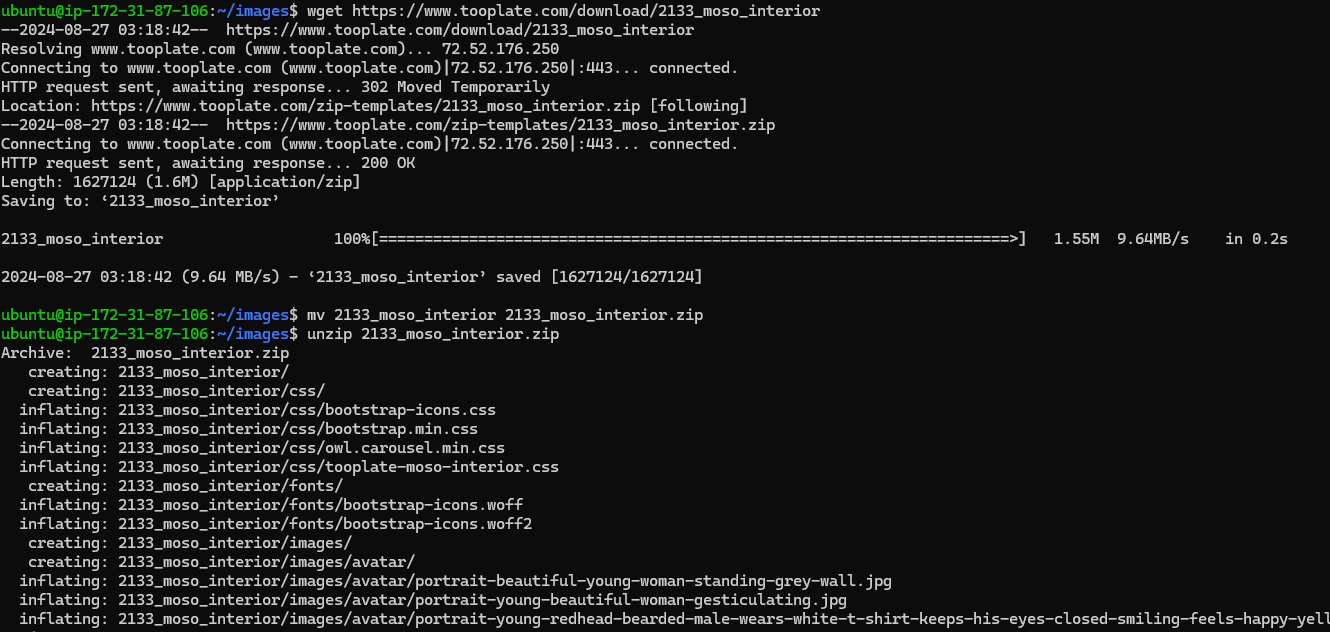 ubuntu@ip-172-31-87-106:~/images$ wget https://www.tooplate.com/download/2133_moso_interior
--2024-08-27 03:18:42--  https://www.tooplate.com/download/2133_moso_interior
Resolving www.tooplate.com (www.tooplate.com)... 72.52.176.250
Connecting to www.tooplate.com (www.tooplate.com)|72.52.176.250|:443... connected.
HTTP request sent, awaiting response... 302 Moved Temporarily
Location: https://www.tooplate.com/zip-templates/2133_moso_interior.zip [following]
--2024-08-27 03:18:42--  https://www.tooplate.com/zip-templates/2133_moso_interior.zip
Connecting to www.tooplate.com (www.tooplate.com)|72.52.176.250|:443... connected.
HTTP request sent, awaiting response... 200 OK
Length: 1627124 (1.6M) [application/zip]
Saving to: ‘2133_moso_interior’
2133_moso_interior                   100%[======================================================================>]   1.55M  9.64MB/s    in 0.2s
2024-08-27 03:18:42 (9.64 MB/s) - ‘2133_moso_interior’ saved [1627124/1627124]
ubuntu@ip-172-31-87-106:~/images$ mv 2133_moso_interior 2133_moso_interior.zip
ubuntu@ip-172-31-87-106:~/images$ unzip 2133_moso_interior.zip
Archive:  2133_moso_interior.zip
   creating: 2133_moso_interior/
   creating: 2133_moso_interior/css/
  inflating: 2133_moso_interior/css/bootstrap-icons.css
  inflating: 2133_moso_interior/css/bootstrap.min.css
  inflating: 2133_moso_interior/css/owl.carousel.min.css
  inflating: 2133_moso_interior/css/tooplate-moso-interior.css
   creating: 2133_moso_interior/fonts/
  inflating: 2133_moso_interior/fonts/bootstrap-icons.woff
  inflating: 2133_moso_interior/fonts/bootstrap-icons.woff2
   creating: 2133_moso_interior/images/
   creating: 2133_moso_interior/images/avatar/
  inflating: 2133_moso_interior/images/avatar/portrait-beautiful-young-woman-standing-grey-wall.jpg
  inflating: 2133_moso_interior/images/avatar/portrait-young-beautiful-woman-gesticulating.jpg
  inflating: 2133_moso_interior/images/avatar/portrait-young-redhead-bearded-male-wears-white-t-shirt-keeps-his-eyes-closed-smiling-feels-happy-yell